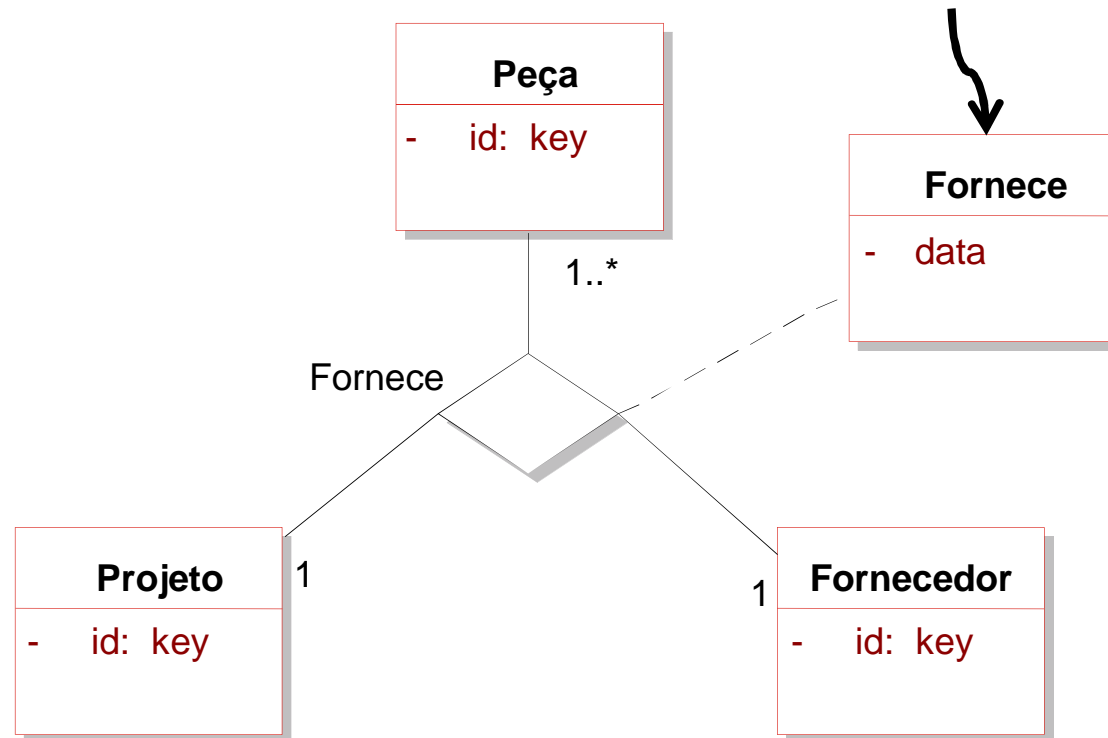 Peça
- id: key
Fornece
- data
1..*
Fornece
Projeto
- id: key
1
1
Fornecedor
- id: key